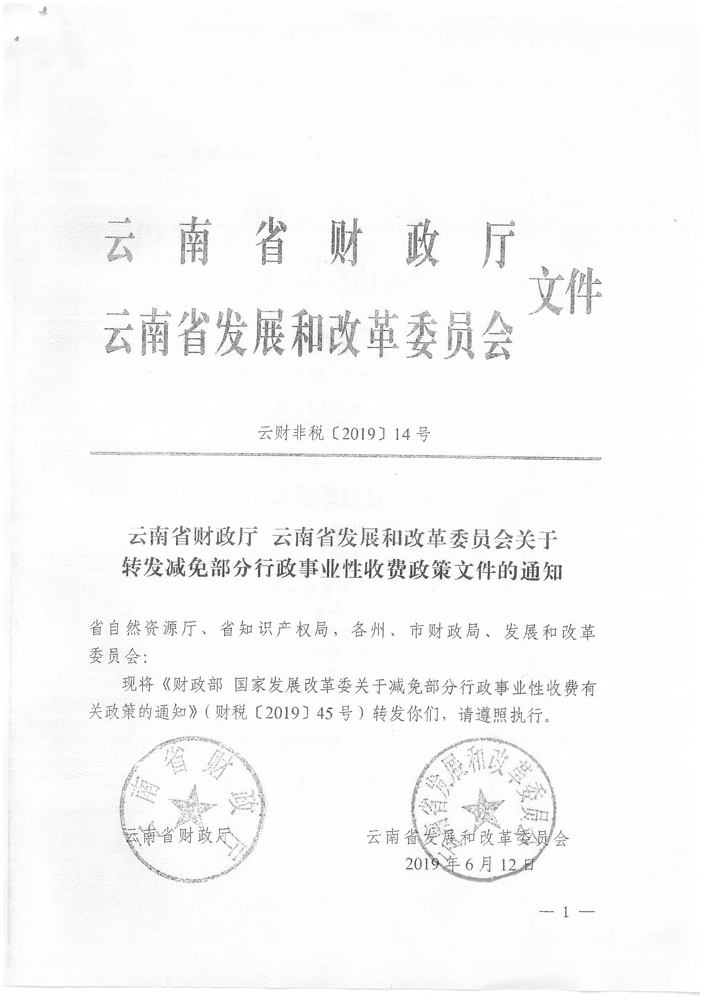 云南省财政厅
文件
云南省发展和改革委员会
云财非税〔2019〕14号
云南省财政厅 云南省发展和改革委员会关于
转发减免部分行政事业性收费政策文件的通知
省自然资源厅、省知识产权局，各州、市财政局、发展和改革
委员会：
现将《财政部 国家发展改革委关于减免部分行政事业性收费有
关政策的通知》（财税〔2019〕45号）转发你们，请遵照执行。
云南省财政厅
云南省发展和改革委员会
云南省财政厅
云南省发展和改革委员会
2019年6月12日
— 1 —